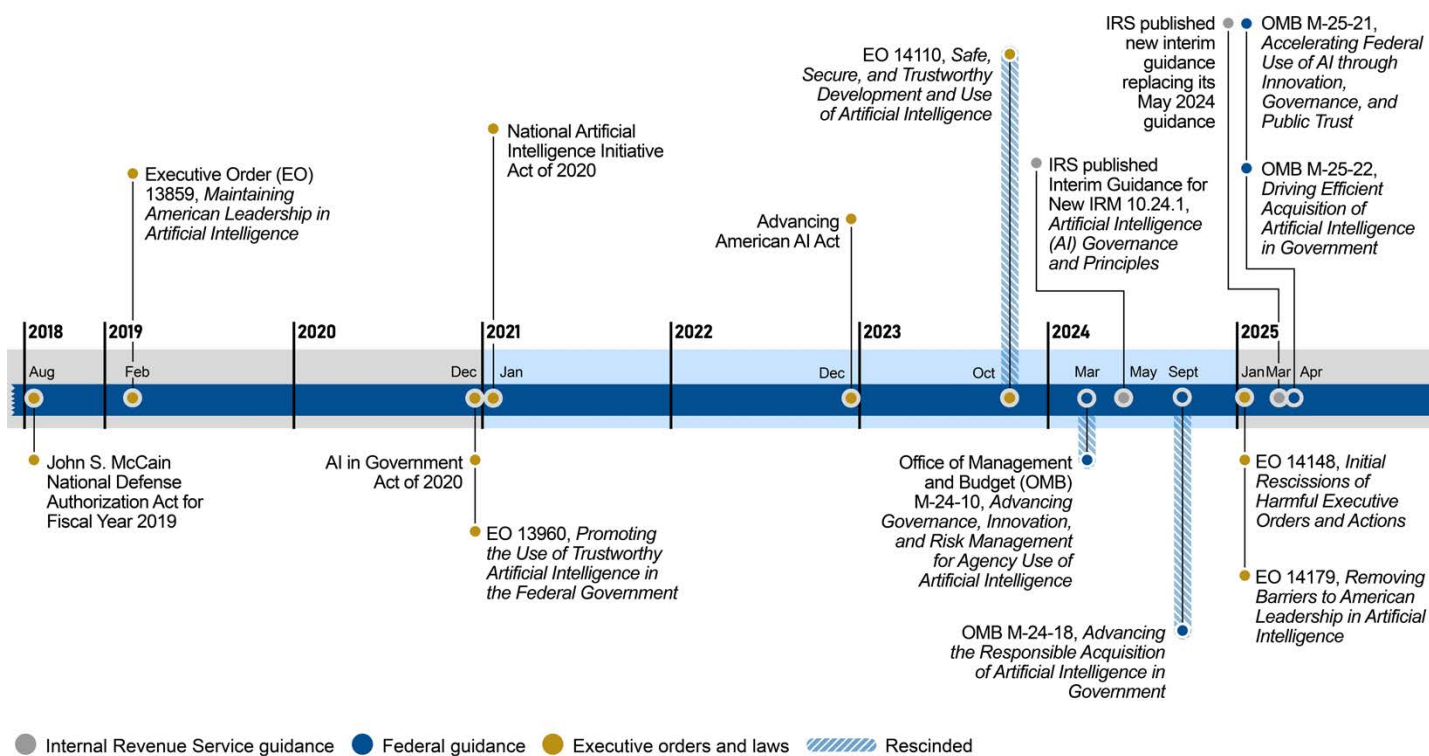 IRS published
new interim
guidance
replacing its
May 2024
guidance
OMB M-25-21,
Accelerating Federal
Use of AI through
Innovation,
Governance, and
Public Trust
EO 14110, Safe,
Secure, and Trustworthy
Development and Use
of Artificial Intelligence
National Artificial
Intelligence Initiative
Act of 2020
Executive Order (EO)
13859, Maintaining
American Leadership in
Artificial Intelligence
IRS published
Interim Guidance for
New IRM 10.24.1,
Artificial Intelligence
(AI) Governance
and Principles
OMB M-25-22,
Driving Efficient
Acquisition of
Artificial Intelligence
in Government
Advancing
American AI Act
2018 2019 2020 2021 2022 2023 2024 2025
Aug Feb Dec Jan Dec Oct Mar May Sept Jan Mar Apr
John S. McCain
National Defense
Authorization Act for
Fiscal Year 2019
AI in Government
Act of 2020
EO 13960, Promoting
the Use of Trustworthy
Artificial Intelligence in
the Federal Government
Office of Management
and Budget (OMB)
M-24-10, Advancing
Governance, Innovation,
and Risk Management
for Agency Use of
Artificial Intelligence
OMB M-24-18, Advancing
the Responsible Acquisition
of Artificial Intelligence in
Government
EO 14148, Initial
Rescissions of
Harmful Executive
Orders and Actions
EO 14179, Removing
Barriers to American
Leadership in Artificial
Intelligence
Internal Revenue Service guidance Federal guidance Executive orders and laws Rescinded